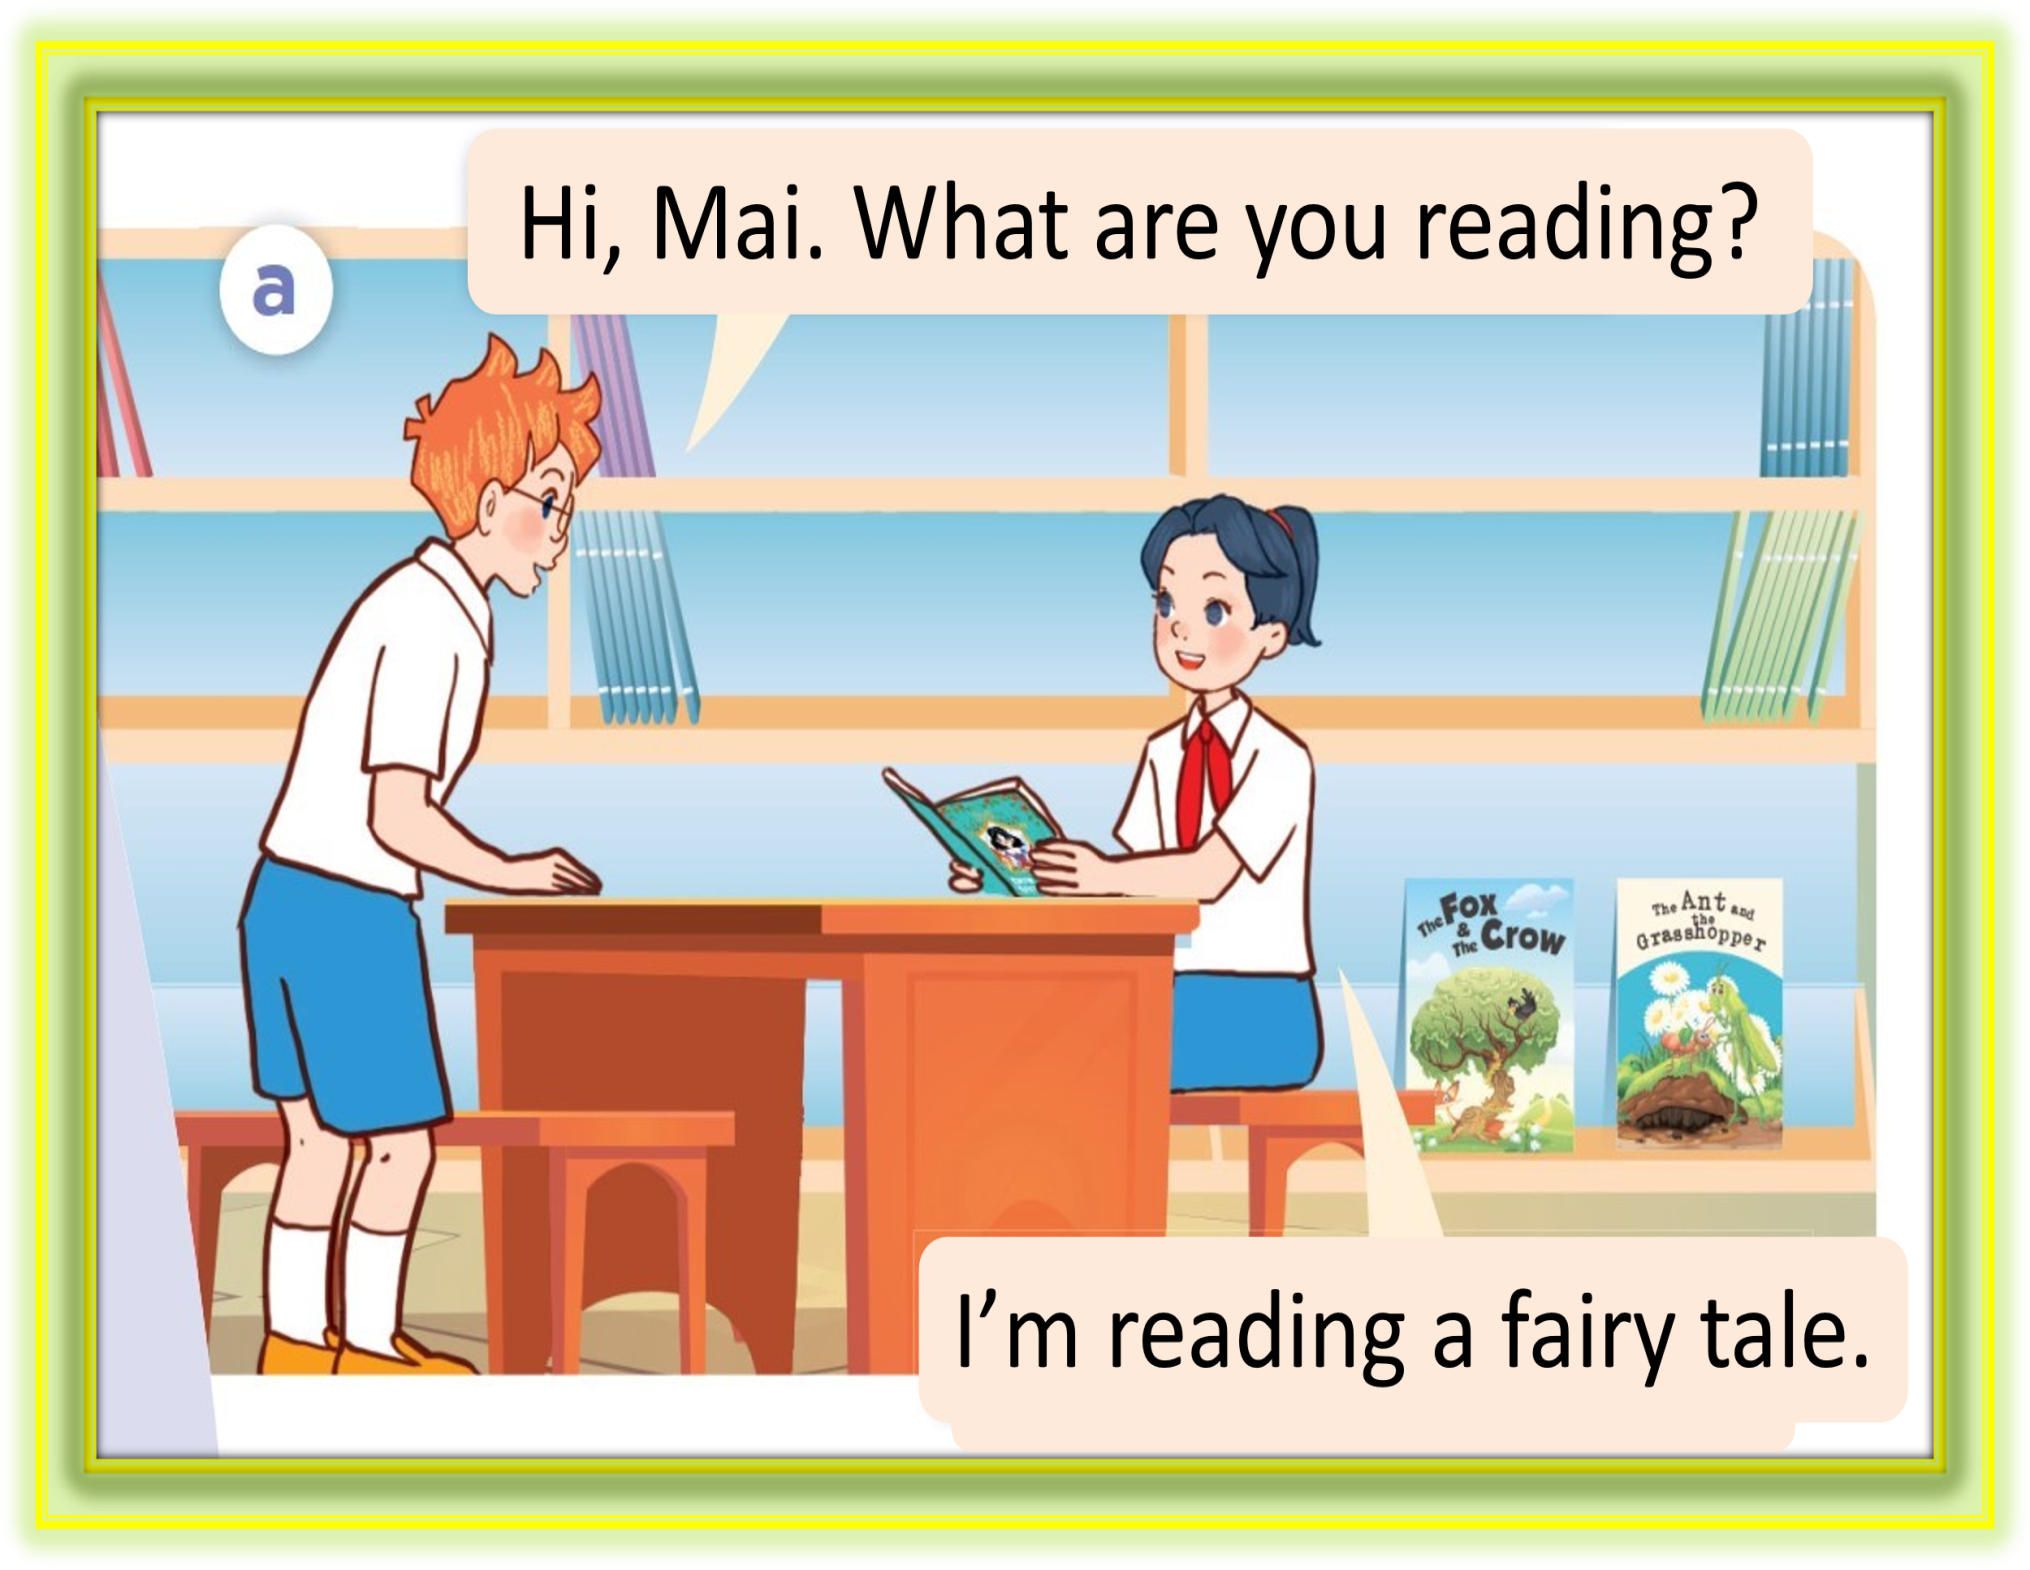 Hi, Mai. What are you reading?
a
The Fox
&
The Crow
The Ant and
the
Grasshopper
I'm reading a fairy tale.